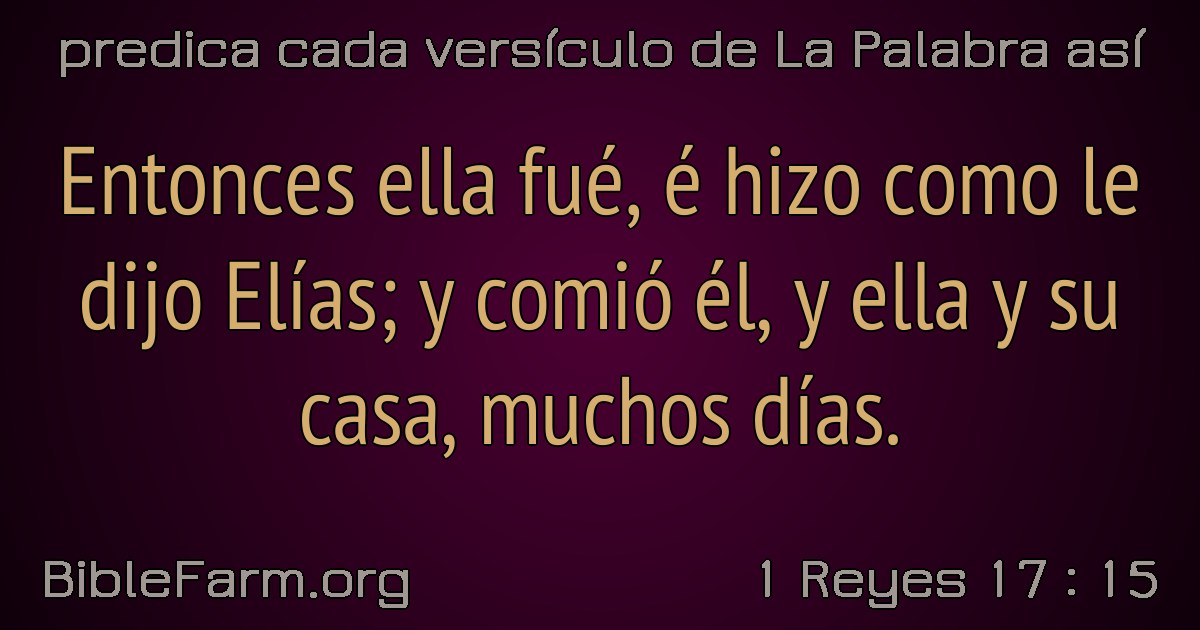 predica cada versículo de La Palabra así
Entonces ella fué, é hizo como le
dijo Elías; y comió él, y ella y su
casa, muchos días.
BibleFarm.org
1 Reyes 17 : 15